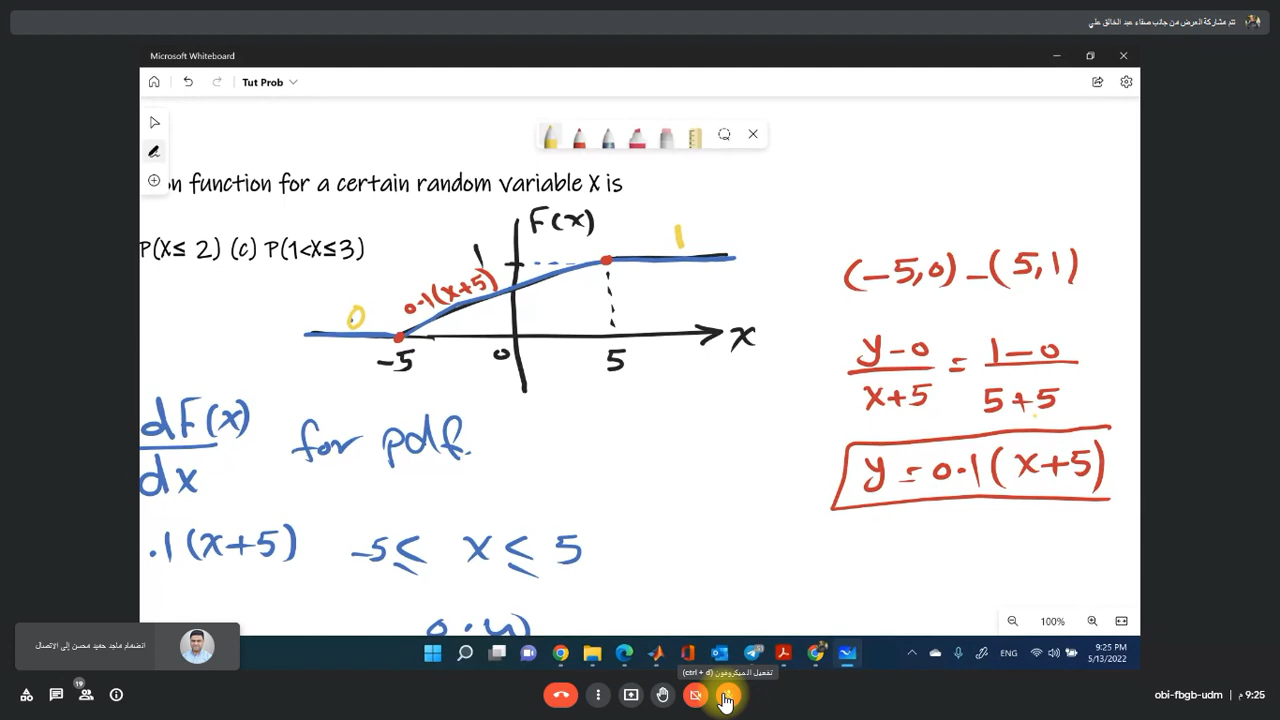 تتم مشاركة العرض من جانب صفاء عبد الخالق علي
Microsoft Whiteboard
Tut Prob
on function for a certain random variable X is
P(X≤ 2) (c) P(1<X≤3)
F(x)
1
1
0.1(x+5)
0
-5
0
5
x
(-5,0) - (5,1)
y-0 / x+5 = 1-0 / 5+5
y = 0.1(x+5)
dF(x)/dx for pdf.
.1(x+5) -5 ≤ x ≤ 5
100%
انضمام ماجد حميد محسن إلى الاتصال
تفعيل الميكروفون (ctrl + d)
ENG
9:25 PM
5/13/2022
19
obi-fbgb-udm
9:25 م